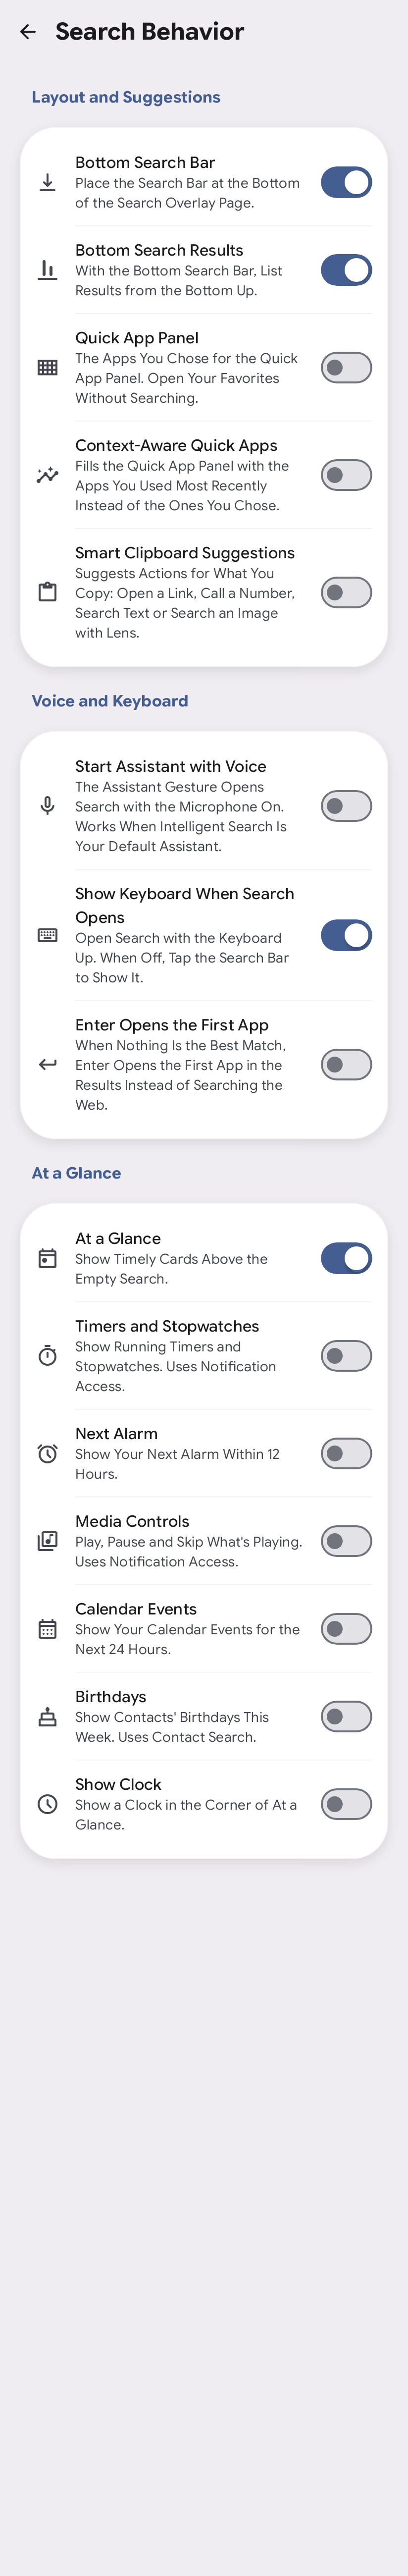 Search Behavior
Layout and Suggestions
Bottom Search Bar
Place the Search Bar at the Bottom
of the Search Overlay Page.
Bottom Search Results
With the Bottom Search Bar, List
Results from the Bottom Up.
Quick App Panel
The Apps You Chose for the Quick
App Panel. Open Your Favorites
Without Searching.
Context-Aware Quick Apps
Fills the Quick App Panel with the
Apps You Used Most Recently
Instead of the Ones You Chose.
Smart Clipboard Suggestions
Suggests Actions for What You
Copy: Open a Link, Call a Number,
Search Text or Search an Image
with Lens.
Voice and Keyboard
Start Assistant with Voice
The Assistant Gesture Opens
Search with the Microphone On.
Works When Intelligent Search Is
Your Default Assistant.
Show Keyboard When Search
Opens
Open Search with the Keyboard
Up. When Off, Tap the Search Bar
to Show It.
Enter Opens the First App
When Nothing Is the Best Match,
Enter Opens the First App in the
Results Instead of Searching the
Web.
At a Glance
At a Glance
Show Timely Cards Above the
Empty Search.
Timers and Stopwatches
Show Running Timers and
Stopwatches. Uses Notification
Access.
Next Alarm
Show Your Next Alarm Within 12
Hours.
Media Controls
Play, Pause and Skip What's Playing.
Uses Notification Access.
Calendar Events
Show Your Calendar Events for the
Next 24 Hours.
Birthdays
Show Contacts' Birthdays This
Week. Uses Contact Search.
Show Clock
Show a Clock in the Corner of At a
Glance.